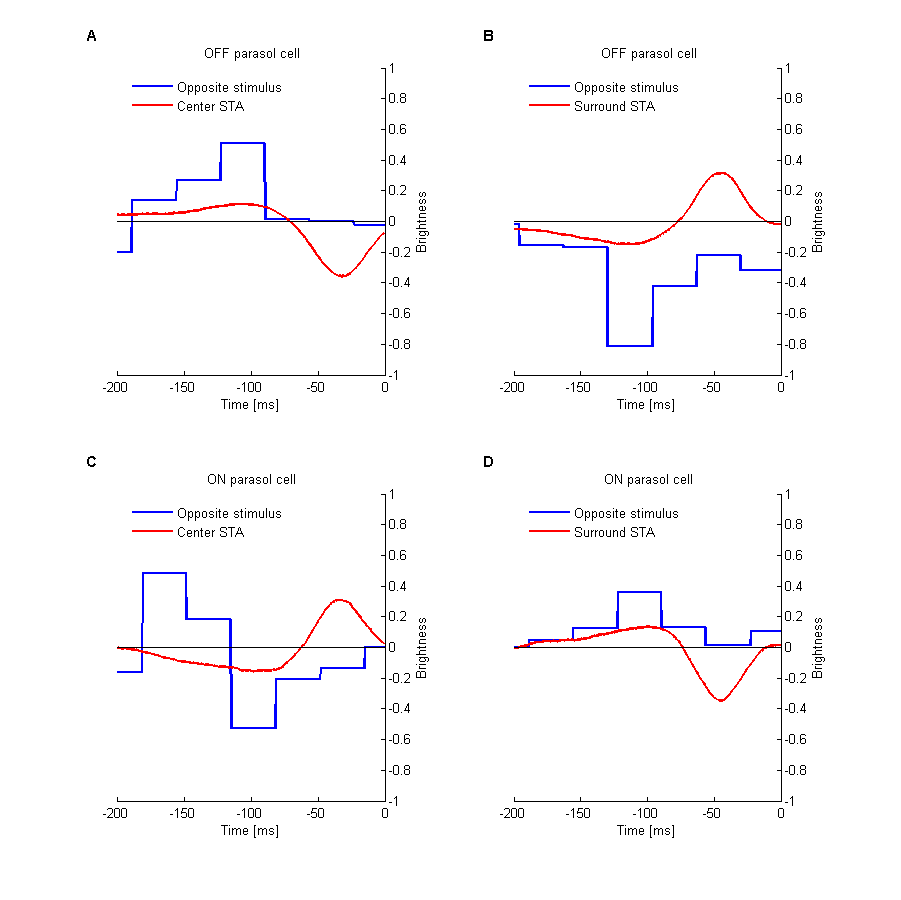 A
OFF parasol cell
Opposite stimulus
Center STA
1
0.8
0.6
0.4
0.2
0
-0.2
-0.4
-0.6
-0.8
-1
Brightness
-200 -150 -100 -50 0
Time [ms]
B
OFF parasol cell
Opposite stimulus
Surround STA
1
0.8
0.6
0.4
0.2
0
-0.2
-0.4
-0.6
-0.8
-1
Brightness
-200 -150 -100 -50 0
Time [ms]
C
ON parasol cell
Opposite stimulus
Center STA
1
0.8
0.6
0.4
0.2
0
-0.2
-0.4
-0.6
-0.8
-1
Brightness
-200 -150 -100 -50 0
Time [ms]
D
ON parasol cell
Opposite stimulus
Surround STA
1
0.8
0.6
0.4
0.2
0
-0.2
-0.4
-0.6
-0.8
-1
Brightness
-200 -150 -100 -50 0
Time [ms]